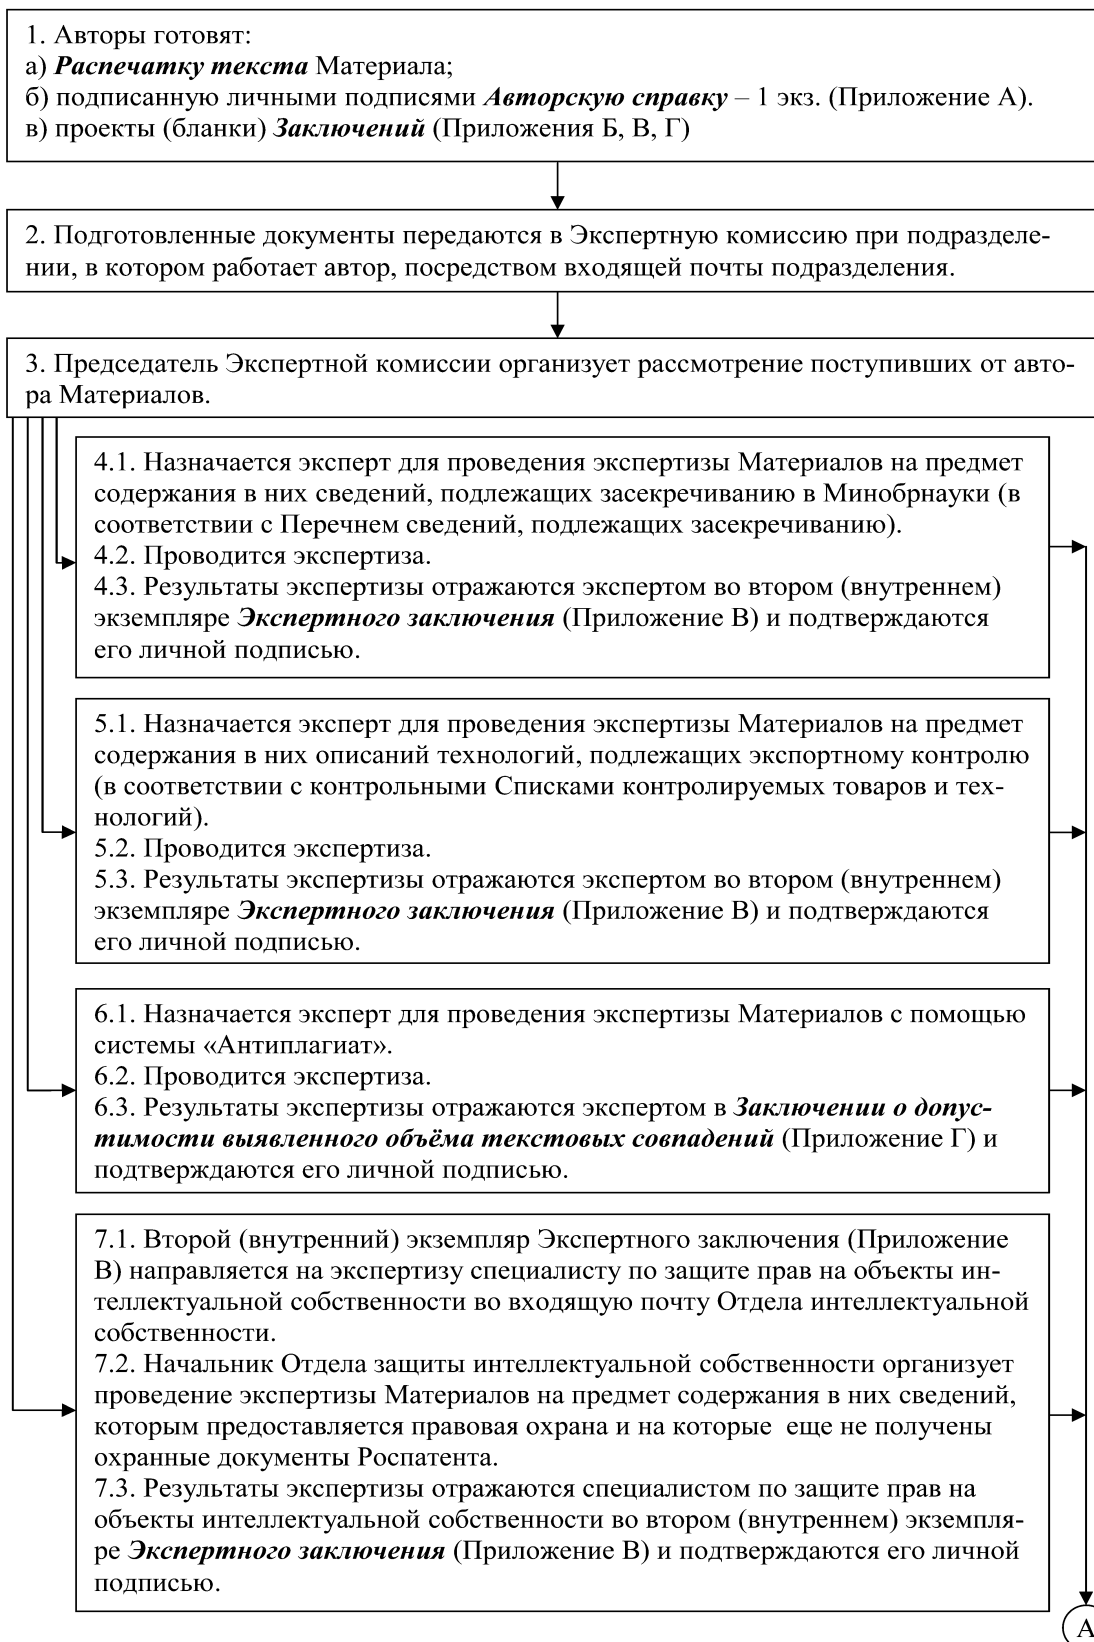 1. Авторы готовят:
а) Распечатку текста Материала;
б) подписанную личными подписями Авторскую справку – 1 экз. (Приложение А).
в) проекты (бланки) Заключений (Приложения Б, В, Г)
2. Подготовленные документы передаются в Экспертную комиссию при подразделе-
нии, в котором работает автор, посредством входящей почты подразделения.
3. Председатель Экспертной комиссии организует рассмотрение поступивших от авто-
ра Материалов.
4.1. Назначается эксперт для проведения экспертизы Материалов на предмет
содержания в них сведений, подлежащих засекречиванию в Минобрнауки (в
соответствии с Перечнем сведений, подлежащих засекречиванию).
4.2. Проводится экспертиза.
4.3. Результаты экспертизы отражаются экспертом во втором (внутреннем)
экземпляре Экспертного заключения (Приложение В) и подтверждаются
его личной подписью.
5.1. Назначается эксперт для проведения экспертизы Материалов на предмет
содержания в них описаний технологий, подлежащих экспортному контролю
(в соответствии с контрольными Списками контролируемых товаров и тех-
нологий).
5.2. Проводится экспертиза.
5.3. Результаты экспертизы отражаются экспертом во втором (внутреннем)
экземпляре Экспертного заключения (Приложение В) и подтверждаются
его личной подписью.
6.1. Назначается эксперт для проведения экспертизы Материалов с помощью
системы «Антиплагиат».
6.2. Проводится экспертиза.
6.3. Результаты экспертизы отражаются экспертом в Заключении о допус-
тимости выявленного объёма текстовых совпадений (Приложение Г) и
подтверждаются его личной подписью.
7.1. Второй (внутренний) экземпляр Экспертного заключения (Приложение
В) направляется на экспертизу специалисту по защите прав на объекты ин-
теллектуальной собственности во входящую почту Отдела интеллектуальной
собственности.
7.2. Начальник Отдела защиты интеллектуальной собственности организует
проведение экспертизы Материалов на предмет содержания в них сведений,
которым предоставляется правовая охрана и на которые еще не получены
охранные документы Роспатента.
7.3. Результаты экспертизы отражаются специалистом по защите прав на
объекты интеллектуальной собственности во втором (внутреннем) экземпля-
ре Экспертного заключения (Приложение В) и подтверждаются его личной
подписью.
А